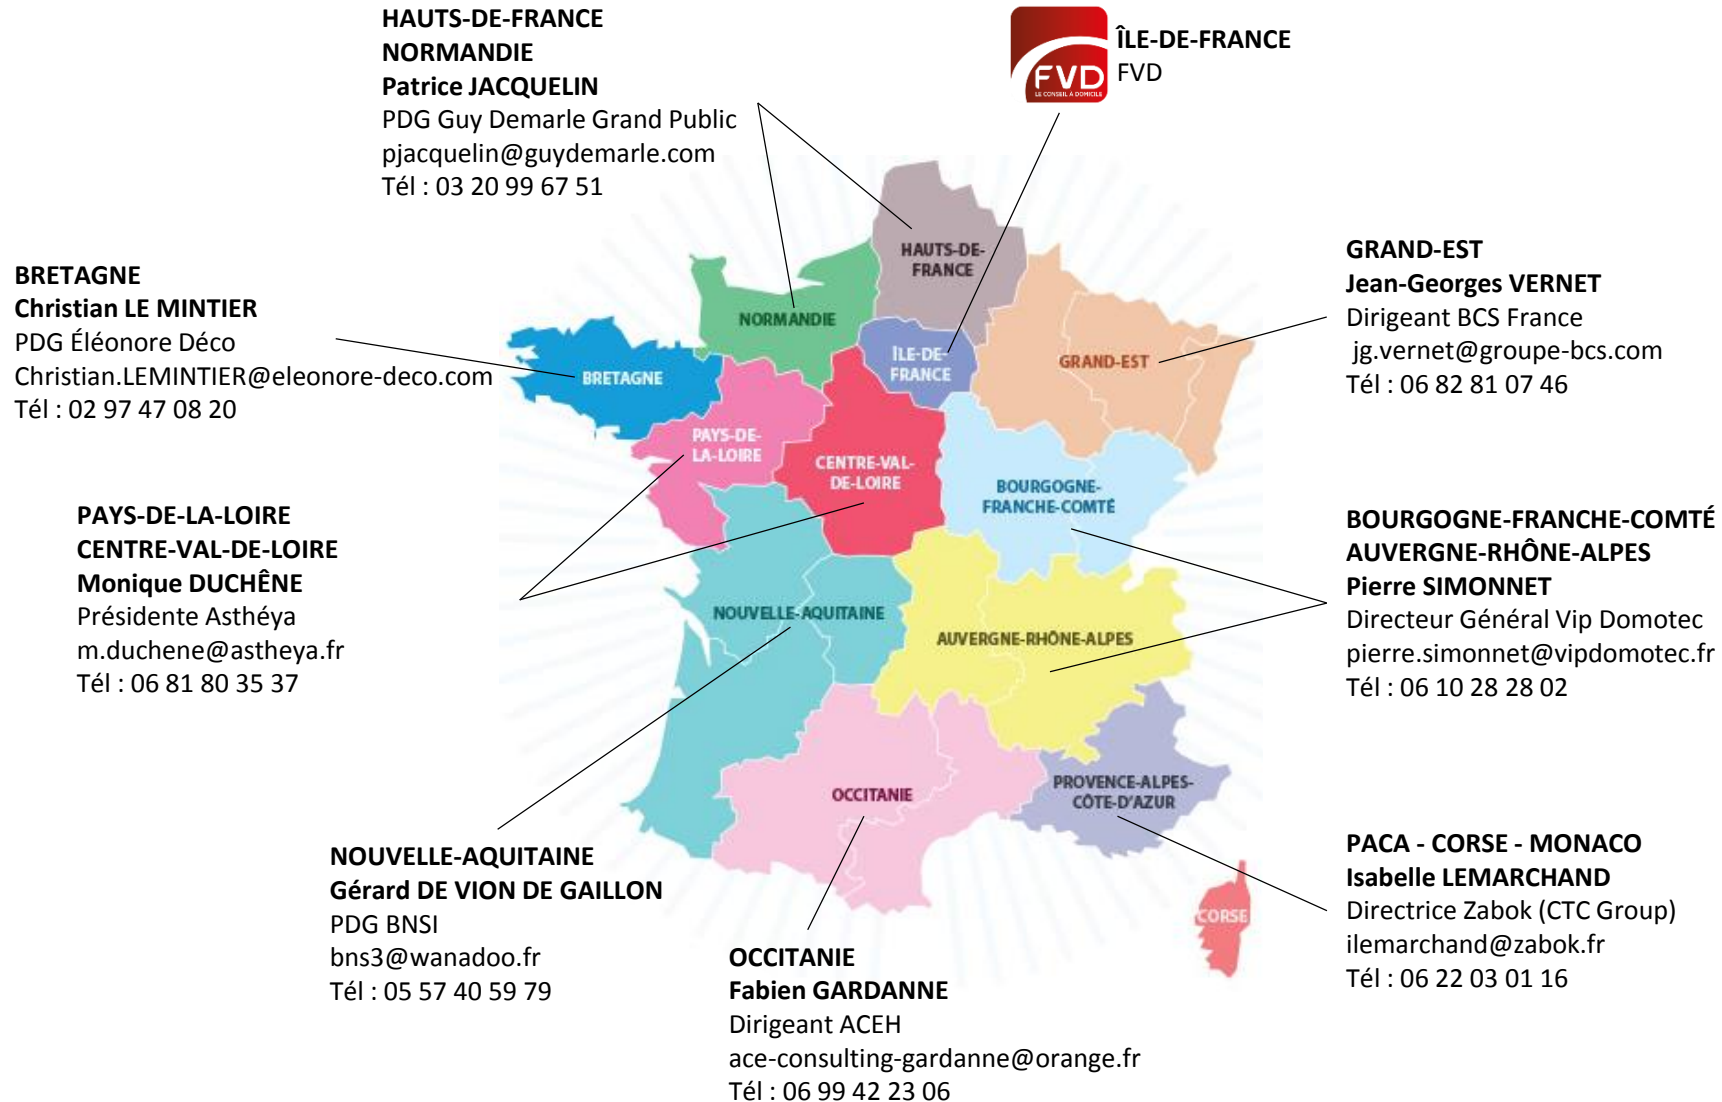 HAUTS-DE-FRANCE
NORMANDIE
Patrice JACQUELIN
PDG Guy Demarle Grand Public
pjacquelin@guydemarle.com
Tél : 03 20 99 67 51
FVD
LE CONSEIL À DOMICILE
ÎLE-DE-FRANCE
FVD
BRETAGNE
Christian LE MINTIER
PDG Éléonore Déco
Christian.LEMINTIER@eleonore-deco.com
Tél : 02 97 47 08 20
GRAND-EST
Jean-Georges VERNET
Dirigeant BCS France
jg.vernet@groupe-bcs.com
Tél : 06 82 81 07 46
HAUTS-DE-
FRANCE
NORMANDIE
ÎLE-DE-
FRANCE
GRAND-EST
BRETAGNE
PAYS-DE-
LA-LOIRE
CENTRE-VAL-
DE-LOIRE
BOURGOGNE-
FRANCHE-COMTÉ
NOUVELLE-AQUITAINE
AUVERGNE-RHÔNE-ALPES
OCCITANIE
PROVENCE-ALPES-
CÔTE-D'AZUR
CORSE
PAYS-DE-LA-LOIRE
CENTRE-VAL-DE-LOIRE
Monique DUCHÊNE
Présidente Asthéya
m.duchene@astheya.fr
Tél : 06 81 80 35 37
BOURGOGNE-FRANCHE-COMTÉ
AUVERGNE-RHÔNE-ALPES
Pierre SIMONNET
Directeur Général Vip Domotec
pierre.simonnet@vipdomotec.fr
Tél : 06 10 28 28 02
NOUVELLE-AQUITAINE
Gérard DE VION DE GAILLON
PDG BNSI
bns3@wanadoo.fr
Tél : 05 57 40 59 79
OCCITANIE
Fabien GARDANNE
Dirigeant ACEH
ace-consulting-gardanne@orange.fr
Tél : 06 99 42 23 06
PACA - CORSE - MONACO
Isabelle LEMARCHAND
Directrice Zabok (CTC Group)
ilemarchand@zabok.fr
Tél : 06 22 03 01 16